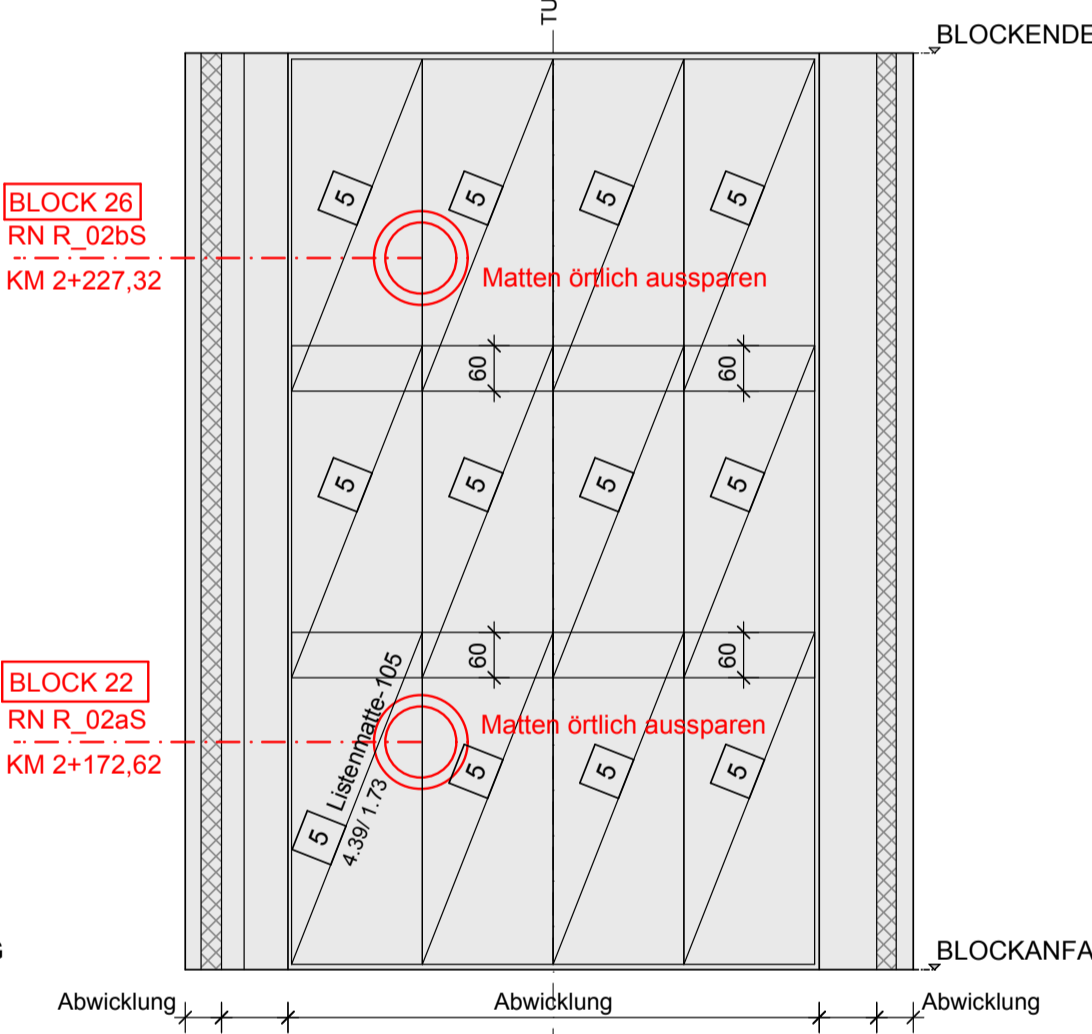 TU
BLOCKENDE
5
5
5
5
BLOCK 26
RN R_02bS
KM 2+227,32
Matten örtlich aussparen
60
60
5
5
5
5
60
60
BLOCK 22
RN R_02aS
KM 2+172,62
Matten örtlich aussparen
5 Listenmatte-105
4.39/ 1.73
5
5
5
BLOCKANFA
Abwicklung
Abwicklung
Abwicklung